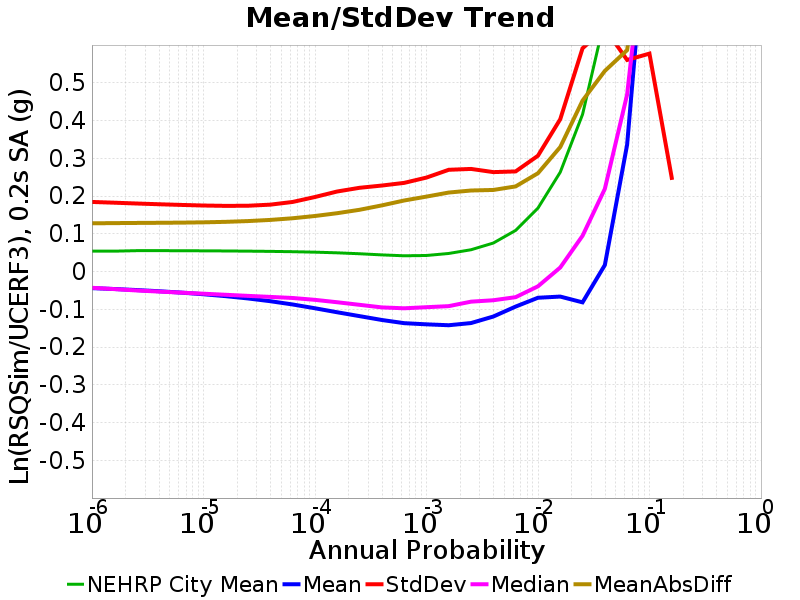 Mean/StdDev Trend
Ln(RSQSim/UCERF3), 0.2s SA (g)
0.5
0.4
0.3
0.2
0.1
0
-0.1
-0.2
-0.3
-0.4
-0.5
10^-6 10^-5 10^-4 10^-3 10^-2 10^-1 10^0
Annual Probability
NEHRP City Mean Mean StdDev Median MeanAbsDiff